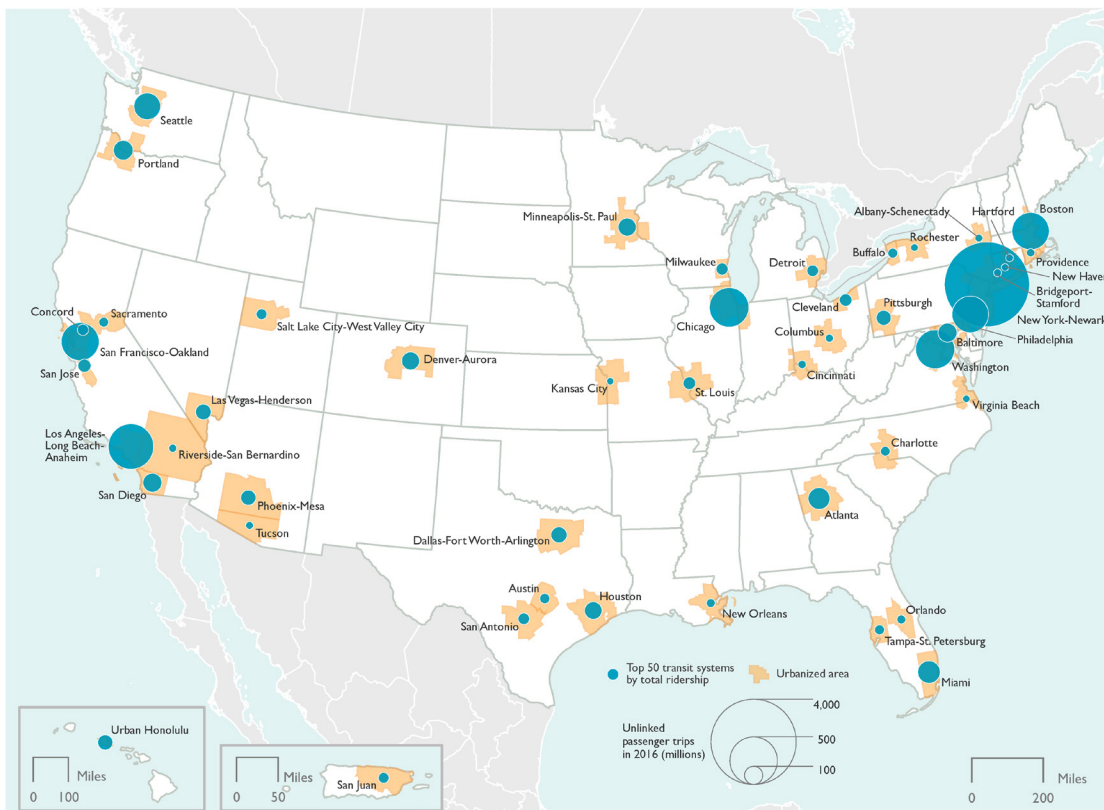 Seattle
Portland
Minneapolis-St. Paul
Milwaukee
Detroit
Chicago
Albany-Schenectady
Hartford
Boston
Rochester
Buffalo
Providence
New Haven
Bridgeport-
Stamford
New York-Newark
Cleveland
Pittsburgh
Columbus
Philadelphia
Baltimore
Washington
Cincinnati
Virginia Beach
Concord
Sacramento
San Francisco-Oakland
San Jose
Salt Lake City-West Valley City
Denver-Aurora
Kansas City
St. Louis
Las Vegas-Henderson
Los Angeles-
Long Beach-
Anaheim
Riverside-San Bernardino
San Diego
Phoenix-Mesa
Tucson
Charlotte
Atlanta
Dallas-Fort Worth-Arlington
Austin
Houston
San Antonio
New Orleans
Orlando
Tampa-St. Petersburg
Miami
Top 50 transit systems
by total ridership
Urbanized area
Unlinked
passenger trips
in 2016 (millions)
4,000
500
100
Urban Honolulu
Miles
0 100
San Juan
Miles
0 50
Miles
0 200